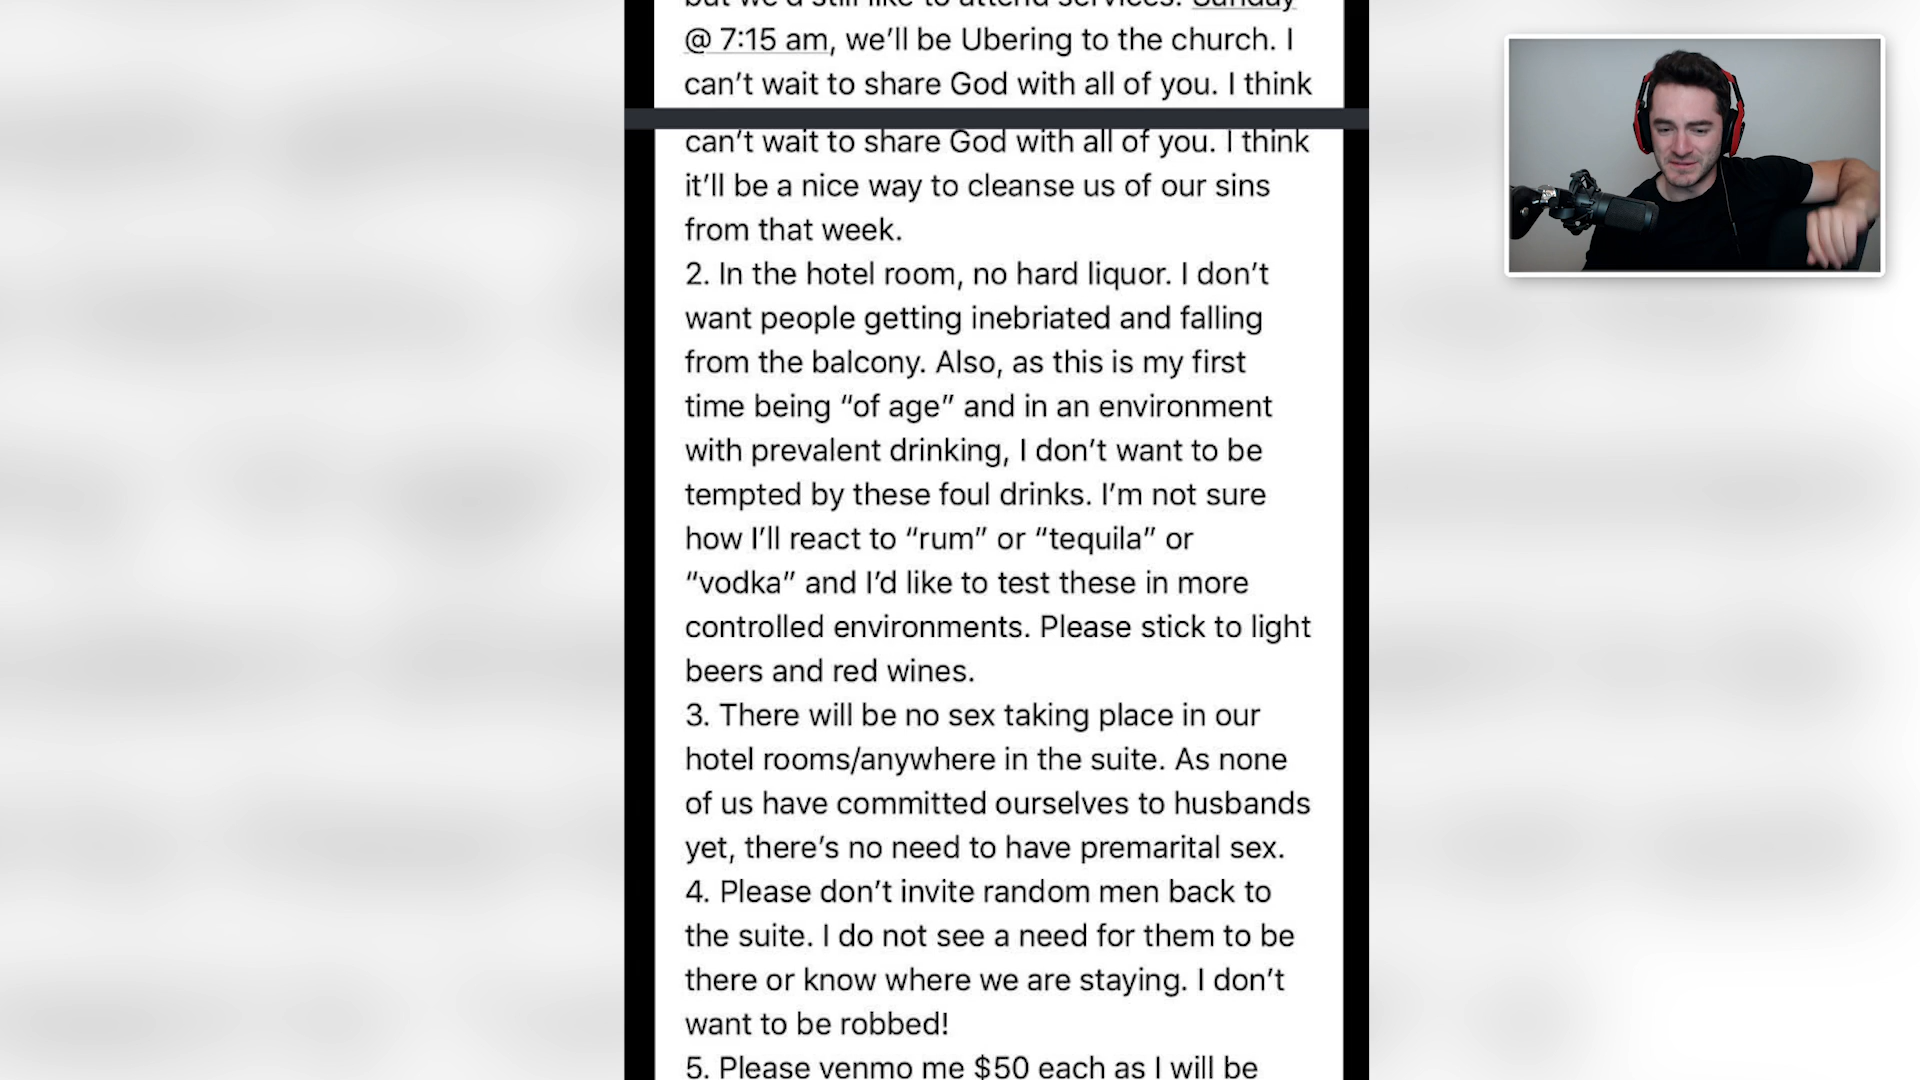 but we'd still like to attend services. Sunday
@ 7:15 am, we'll be Ubering to the church. I
can't wait to share God with all of you. I think
can't wait to share God with all of you. I think
it'll be a nice way to cleanse us of our sins
from that week.
2. In the hotel room, no hard liquor. I don't
want people getting inebriated and falling
from the balcony. Also, as this is my first
time being “of age” and in an environment
with prevalent drinking, I don't want to be
tempted by these foul drinks. I'm not sure
how I'll react to “rum” or “tequila” or
“vodka” and I'd like to test these in more
controlled environments. Please stick to light
beers and red wines.
3. There will be no sex taking place in our
hotel rooms/anywhere in the suite. As none
of us have committed ourselves to husbands
yet, there's no need to have premarital sex.
4. Please don't invite random men back to
the suite. I do not see a need for them to be
there or know where we are staying. I don't
want to be robbed!
5. Please venmo me $50 each as I will be